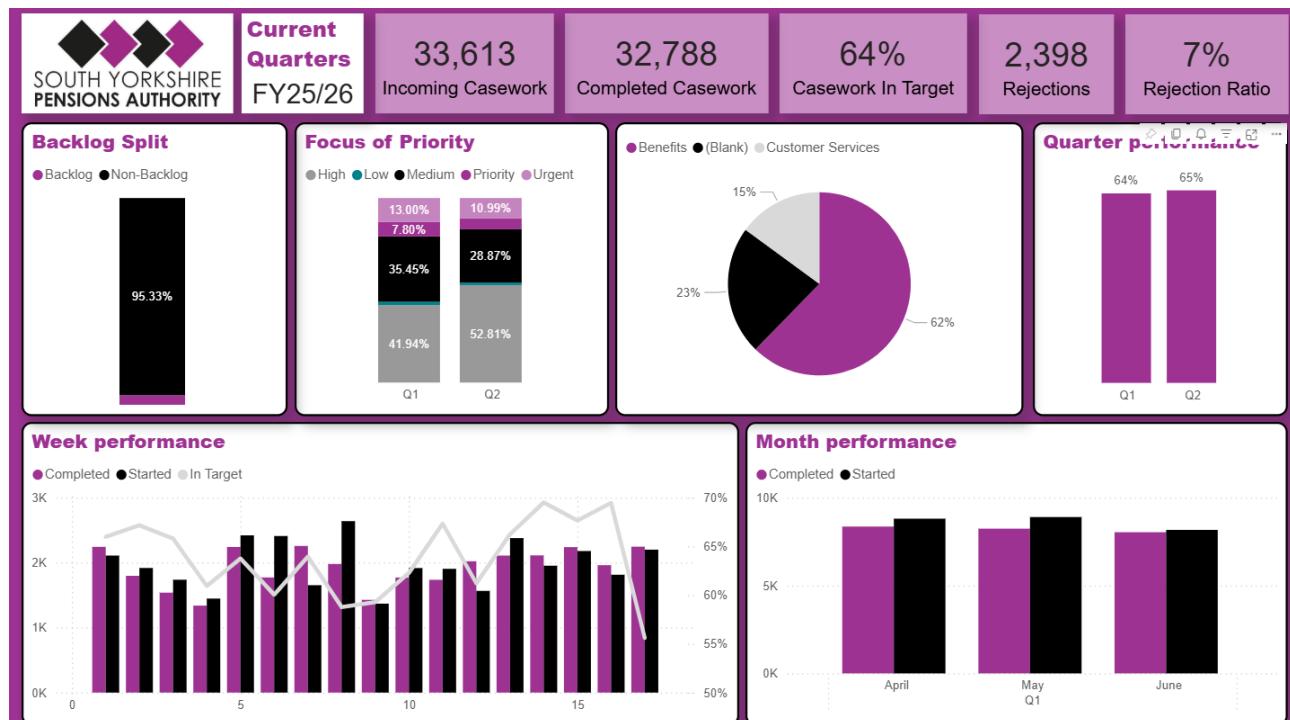 SOUTH YORKSHIRE
PENSIONS AUTHORITY
Current
Quarters
FY25/26
33,613
Incoming Casework
32,788
Completed Casework
64%
Casework In Target
2,398
Rejections
7%
Rejection Ratio
Backlog Split
Backlog Non-Backlog
95.33%
Focus of Priority
High Low Medium Priority Urgent
13.00%
7.80%
35.45%
41.94%
10.99%
28.87%
52.81%
Q1 Q2
Benefits (Blank) Customer Services
15%
23%
62%
Quarter performance
64% 65%
Q1 Q2
Week performance
Completed Started In Target
3K
2K
1K
0K
70%
65%
60%
55%
50%
0 5 10 15
Month performance
Completed Started
10K
5K
0K
April May June
Q1